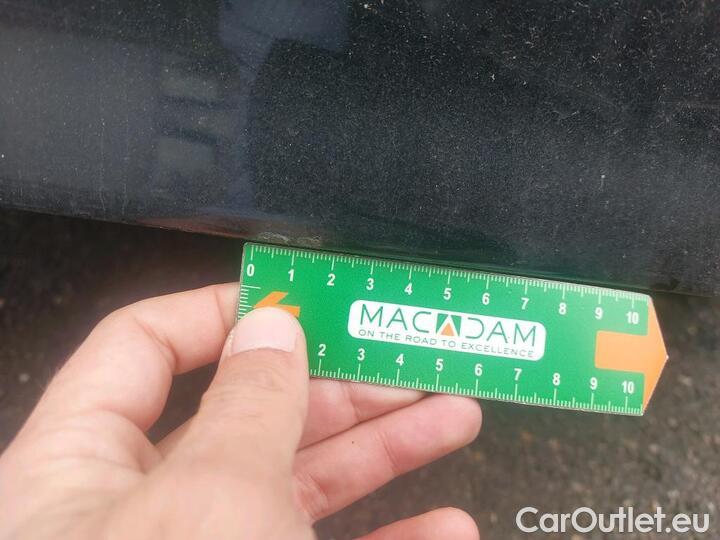 0 1 2 3 4 5 6 7 8 9 10
MACADAM
ON THE ROAD TO EXCELLENCE
2 3 4 5 6 7 8 9 10
CarOutlet.eu